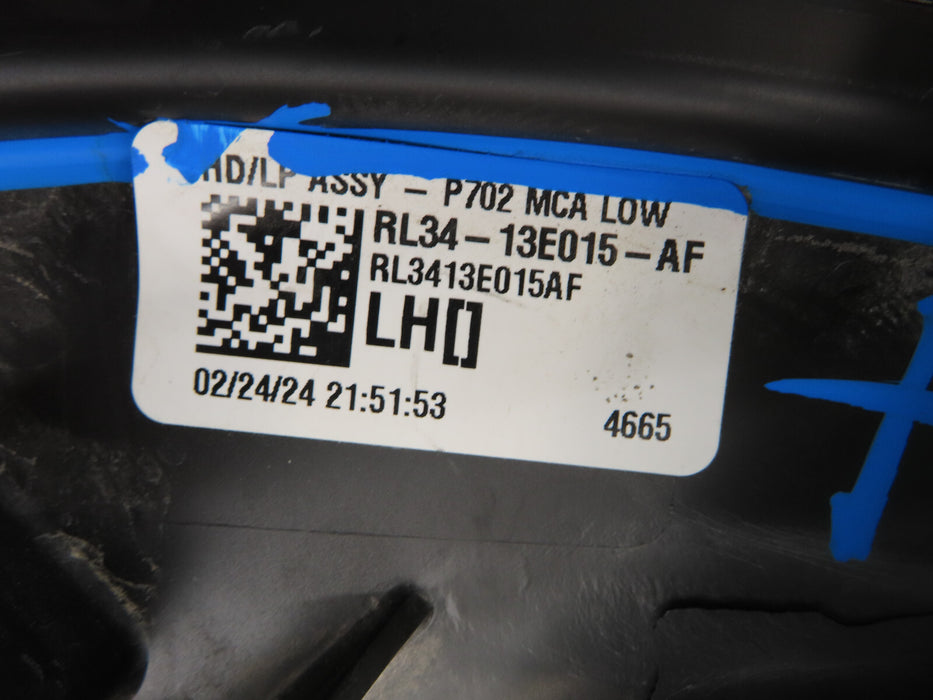 HD/LP ASSY - P702 MCA LOW
RL34-13E015-AF
RL3413E015AF
LH[]
02/24/24 21:51:53
4665